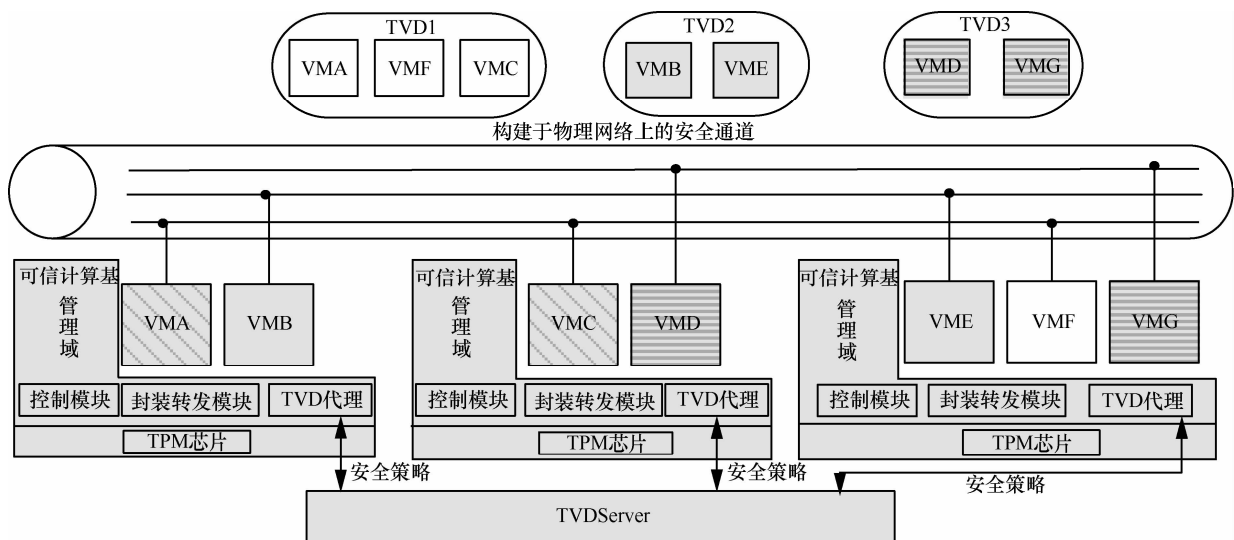 TVD1
TVD2
TVD3
VMA
VMF
VMC
VMB
VME
VMD
VMG
构建于物理网络上的安全通道
可信计算基
管理域
VMA
VMB
控制模块
封装转发模块
TVD代理
TPM芯片
可信计算基
管理域
VMC
VMD
控制模块
封装转发模块
TVD代理
TPM芯片
可信计算基
管理域
VME
VMF
VMG
控制模块
封装转发模块
TVD代理
TPM芯片
安全策略
安全策略
安全策略
TVDServer